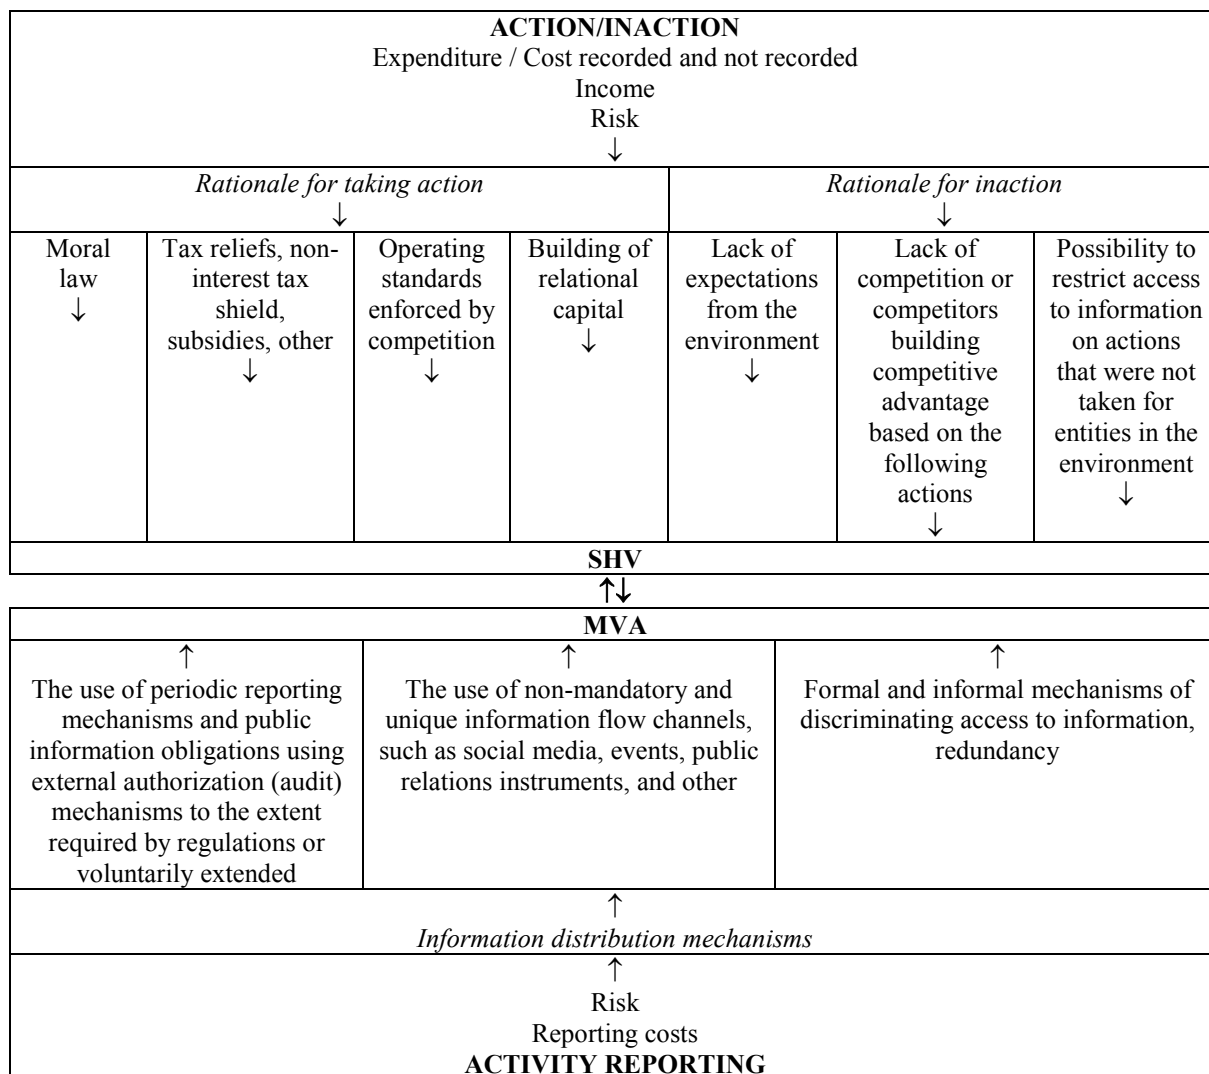 ACTION/INACTION
Expenditure / Cost recorded and not recorded
Income
Risk
↓
Rationale for taking action
↓
Rationale for inaction
↓
Moral
law
↓
Tax reliefs, non-
interest tax
shield,
subsidies, other
↓
Operating
standards
enforced by
competition
↓
Building of
relational
capital
↓
Lack of
expectations
from the
environment
↓
Lack of
competition or
competitors
building
competitive
advantage
based on the
following
actions
↓
Possibility to
restrict access
to information
on actions
that were not
taken for
entities in the
environment
↓
SHV
↑↓
MVA
↑
The use of periodic reporting
mechanisms and public
information obligations using
external authorization (audit)
mechanisms to the extent
required by regulations or
voluntarily extended
↑
The use of non-mandatory and
unique information flow channels,
such as social media, events, public
relations instruments, and other
↑
Formal and informal mechanisms of
discriminating access to information,
redundancy
↑
Information distribution mechanisms
↑
Risk
Reporting costs
ACTIVITY REPORTING